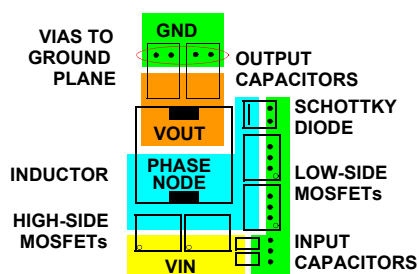 GND
VIAS TO
GROUND
PLANE
OUTPUT
CAPACITORS
SCHOTTKY
DIODE
VOUT
INDUCTOR
PHASE
NODE
LOW-SIDE
MOSFETs
HIGH-SIDE
MOSFETs
VIN
INPUT
CAPACITORS